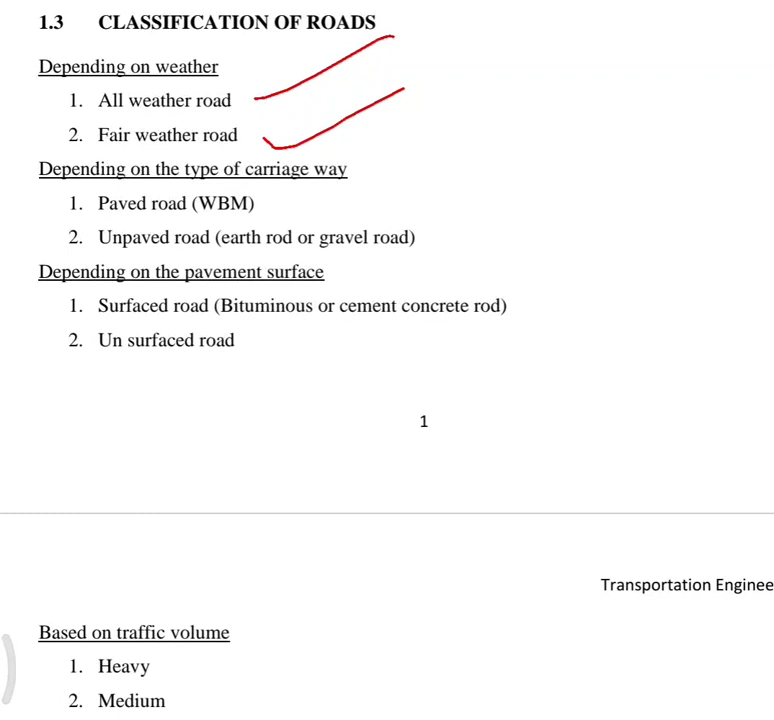 1.3 CLASSIFICATION OF ROADS
Depending on weather
1. All weather road
2. Fair weather road
Depending on the type of carriage way
1. Paved road (WBM)
2. Unpaved road (earth rod or gravel road)
Depending on the pavement surface
1. Surfaced road (Bituminous or cement concrete rod)
2. Un surfaced road
1
Transportation Enginee
Based on traffic volume
1. Heavy
2. Medium